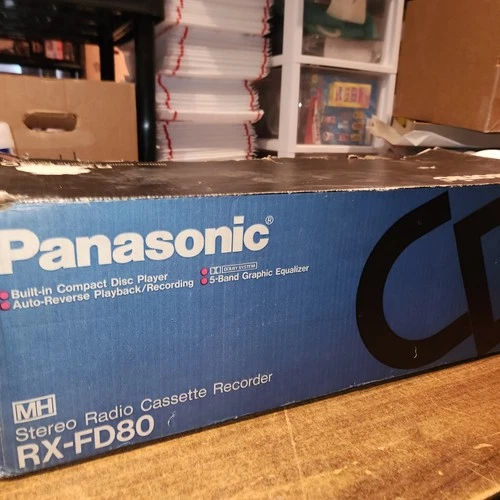 Panasonic®
Built-in Compact Disc Player
Auto-Reverse Playback/Recording
DOLBY SYSTEM
5-Band Graphic Equalizer
CD
MH
Stereo Radio Cassette Recorder
RX-FD80